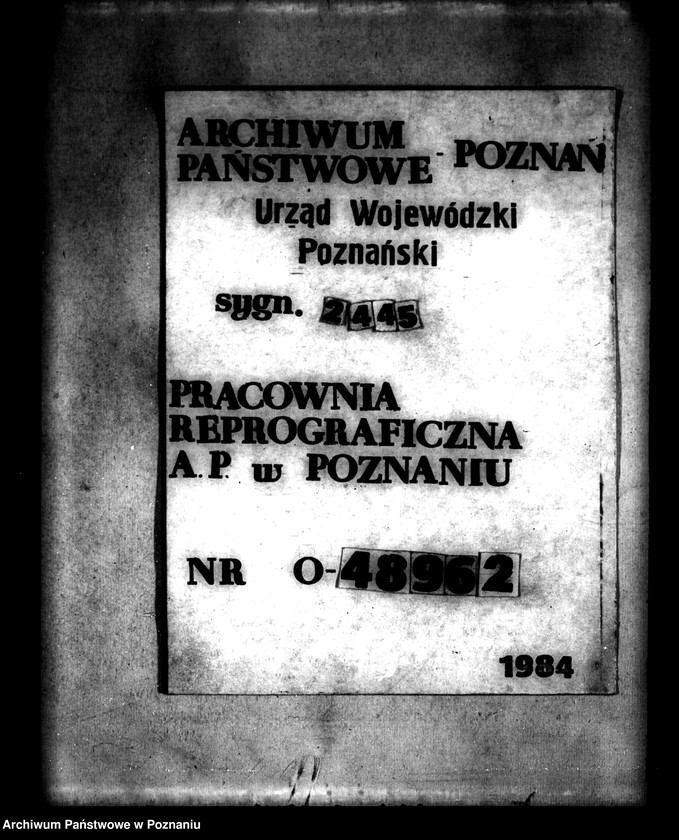 ARCHIWUM
PAŃSTWOWE - POZNAŃ
Urząd Wojewódzki
Poznański
sygn. 2445
PRACOWNIA
REPROGRAFICZNA
A.P. w POZNANIU
NR O-48962
1984
Archiwum Państwowe w Poznaniu